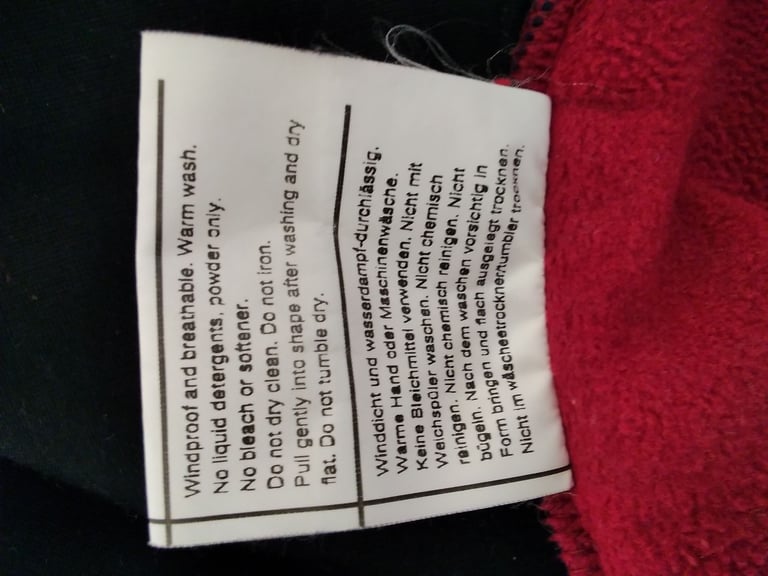 Windproof and breathable. Warm wash.
No liquid detergents, powder only.
No bleach or softener.
Do not dry clean. Do not iron.
Pull gently into shape after washing and dry
flat. Do not tumble dry.
Winddicht und wasserdampf-durchlässig.
Warme Hand oder Maschinenwäsche.
Keine Bleichmittel verwenden. Nicht mit
Weichspüler waschen. Nicht chemisch
reinigen. Nicht chemisch reinigen. Nicht
bügeln. Nach dem waschen vorsichtig in
Form bringen und flach ausgelegt trocknen.
Nicht im wäschetrockner/tumbler trocknen.